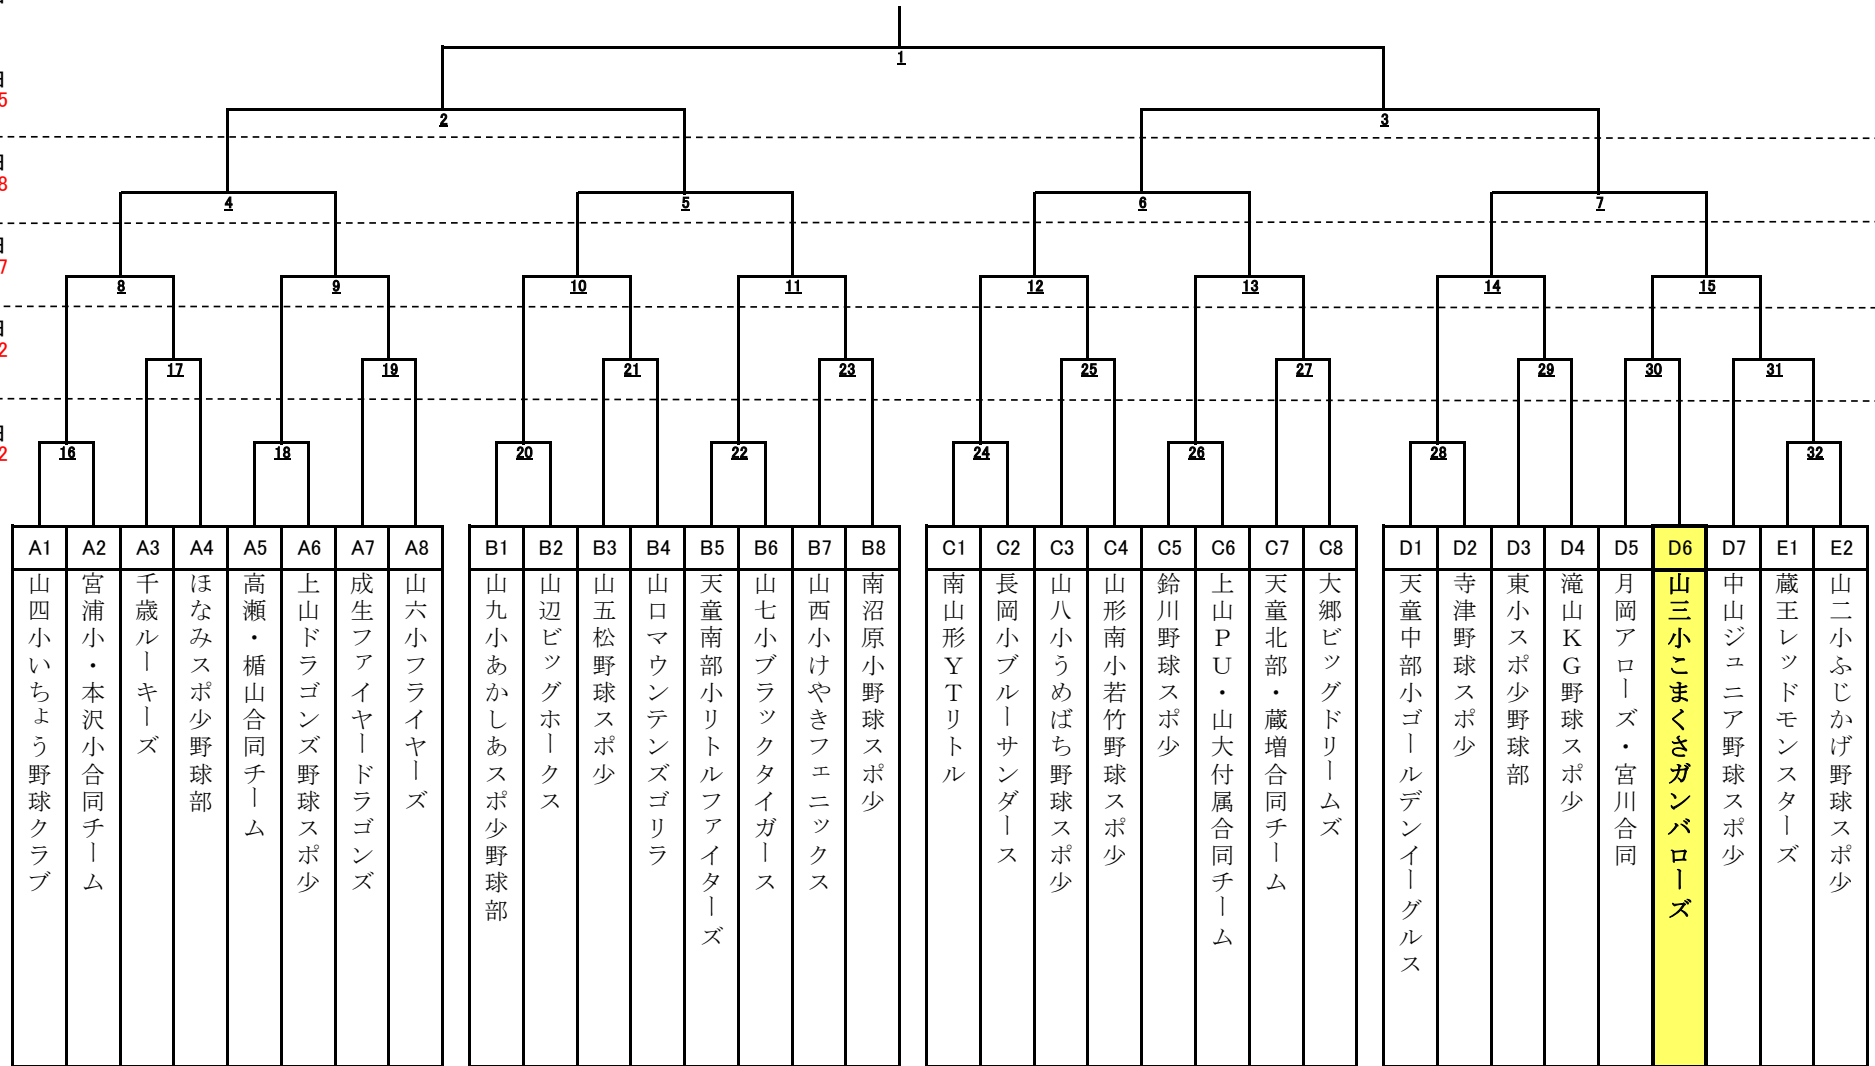 1
2
3
日
5
日
8
4
5
6
7
日
7
8
9
10
11
12
13
14
15
日
2
17
19
21
23
25
27
29
30
31
日
2
16
18
20
22
24
26
28
32
A1
A2
A3
A4
A5
A6
A7
A8
B1
B2
B3
B4
B5
B6
B7
B8
C1
C2
C3
C4
C5
C6
C7
C8
D1
D2
D3
D4
D5
D6
D7
E1
E2
山四小いちょう野球クラブ
宮浦小・本沢小合同チーム
千歳ルーキーズ
ほなみスポ少野球部
高瀬・楯山合同チーム
上山ドラゴンズ野球スポ少
成生ファイヤードラゴンズ
山六小フライヤーズ
山九小あかしあスポ少野球部
山辺ビッグホークス
山五松野球スポ少
山口マウンテンズゴリラ
天童南部小リトルファイターズ
山七小ブラックタイガース
山西小けやきフェニックス
南沼原小野球スポ少
南山形YTリトル
長岡小ブルーサンダース
山八小うめばち野球スポ少
山形南小若竹野球スポ少
鈴川野球スポ少
上山PU・山大付属合同チーム
天童北部・蔵増合同チーム
大郷ビッグドリームズ
天童中部小ゴールデンイーグルス
寺津野球スポ少
東小スポ少野球部
滝山KG野球スポ少
月岡アローズ・宮川合同
山三小こまくさガンバローズ
中山ジュニア野球スポ少
蔵王レッドモンスターズ
山二小ふじかげ野球スポ少